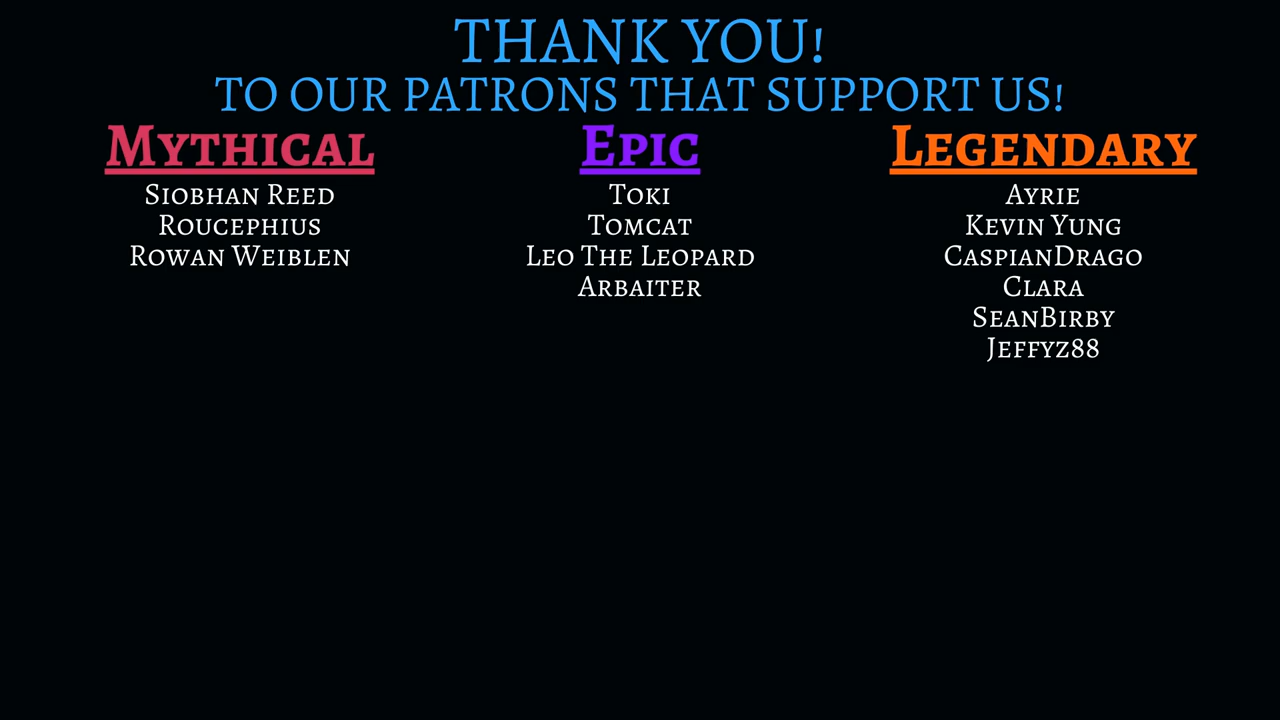 THANK YOU!
TO OUR PATRONS THAT SUPPORT US!
Mythical
Siobhan Reed
Roucephius
Rowan Weiblen
Epic
Toki
Tomcat
Leo The Leopard
Arbaiter
Legendary
Ayrie
Kevin Yung
CaspianDrago
Clara
SeanBirby
Jeffyz88